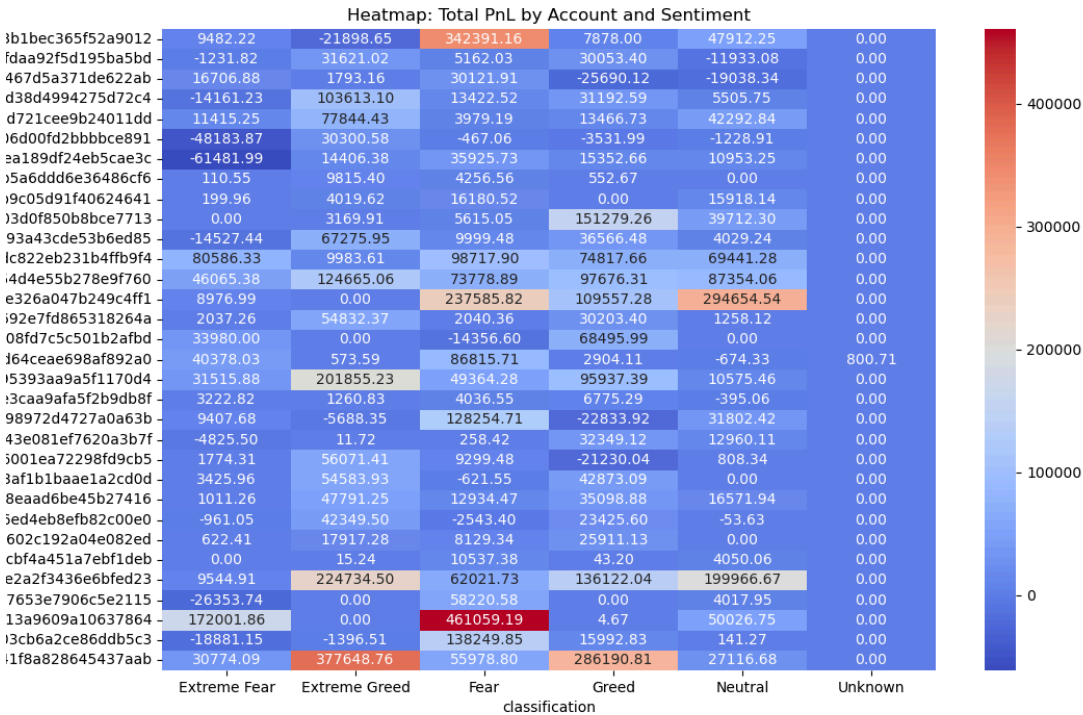 Heatmap: Total PnL by Account and Sentiment
3b1bec365f52a9012 9482.22 -21898.65 342391.16 7878.00 47912.25 0.00
fdaa92f5d195ba5bd -1231.82 31621.02 5162.03 30053.40 -11933.08 0.00
467d5a371de622ab 16706.88 1793.16 30121.91 -25690.12 -19038.34 0.00
d38d4994275d72c4 -14161.23 103613.10 13422.52 31192.59 5505.75 0.00
d721cee9b24011dd 11415.25 77844.43 3979.19 13466.73 42292.84 0.00
06d00fd2bbbbce891 -48183.87 30300.58 -467.06 -3531.99 -1228.91 0.00
ea189df24eb5cae3c -61481.99 14406.38 35925.73 15352.66 10953.25 0.00
b5a6ddd6e36486cf6 110.55 9815.40 4256.56 552.67 0.00 0.00
b9c05d91f40624641 199.96 4019.62 16180.52 0.00 15918.14 0.00
03d0f850b8bce7713 0.00 3169.91 5615.05 151279.26 39712.30 0.00
93a43cde53b6ed85 -14527.44 67275.95 9999.48 36566.48 4029.24 0.00
dc822eb231b4ffb9f4 80586.33 9983.61 98717.90 74817.66 69441.28 0.00
54d4e55b278e9f760 46065.38 124665.06 73778.89 97676.31 87354.06 0.00
e326a047b249c4ff1 8976.99 0.00 237585.82 109557.28 294654.54 0.00
592e7fd865318264a 2037.26 54832.37 2040.36 30203.40 1258.12 0.00
08fd7c5c501b2afbd 33980.00 0.00 -14356.60 68495.99 0.00 0.00
d64ceae698af892a0 40378.03 573.59 86815.71 2904.11 -674.33 800.71
95393aa9a5f1170d4 31515.88 201855.23 49364.28 95937.39 10575.46 0.00
e3caa9afa5f2b9db8f 3222.82 1260.83 4036.55 6775.29 -395.06 0.00
98972d4727a0a63b 9407.68 -5688.35 128254.71 -22833.92 31802.42 0.00
43e081ef7620a3b7f -4825.50 11.72 258.42 32349.12 12960.11 0.00
6001ea72298fd9cb5 1774.31 56071.41 9299.48 -21230.04 808.34 0.00
3af1b1baae1a2cd0d 3425.96 54583.93 -621.55 42873.09 0.00 0.00
8eaad6be45b27416 1011.26 47791.25 12934.47 35098.88 16571.94 0.00
5ed4eb8efb82c00e0 -961.05 42349.50 -2543.40 23425.60 -53.63 0.00
602c192a04e082ed 622.41 17917.28 8129.34 25911.13 0.00 0.00
cbf4a451a7ebf1deb 0.00 15.24 10537.38 43.20 4050.06 0.00
e2a2f3436e6bfed23 9544.91 224734.50 62021.73 136122.04 199966.67 0.00
7653e7906c5e2115 -26353.74 0.00 58220.58 0.00 4017.95 0.00
13a9609a10637864 172001.86 0.00 461059.19 4.67 50026.75 0.00
03cb6a2ce86ddb5c3 -18881.15 -1396.51 138249.85 15992.83 141.27 0.00
41f8a828645437aab 30774.09 377648.76 55978.80 286190.81 27116.68 0.00
Extreme Fear Extreme Greed Fear Greed Neutral Unknown
classification
400000
300000
200000
100000
0